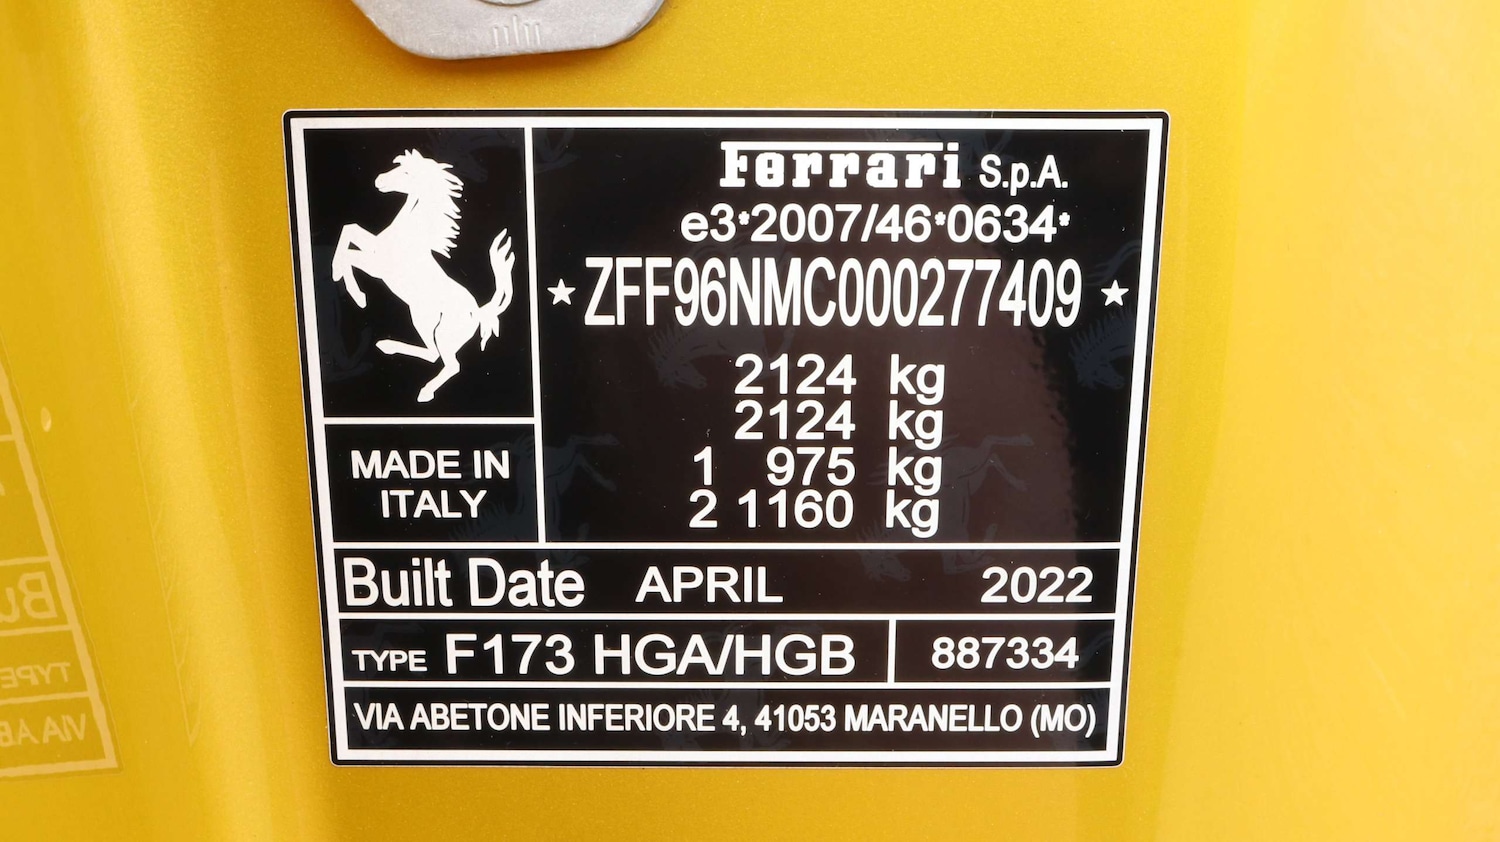 Ferrari S.p.A.
e3*2007/46*0634*
★ZFF96NMC000277409★
2124 kg
2124 kg
1 975 kg
2 1160 kg
MADE IN
ITALY
Built Date APRIL 2022
TYPE F173 HGA/HGB 887334
VIA ABETONE INFERIORE 4, 41053 MARANELLO (MO)